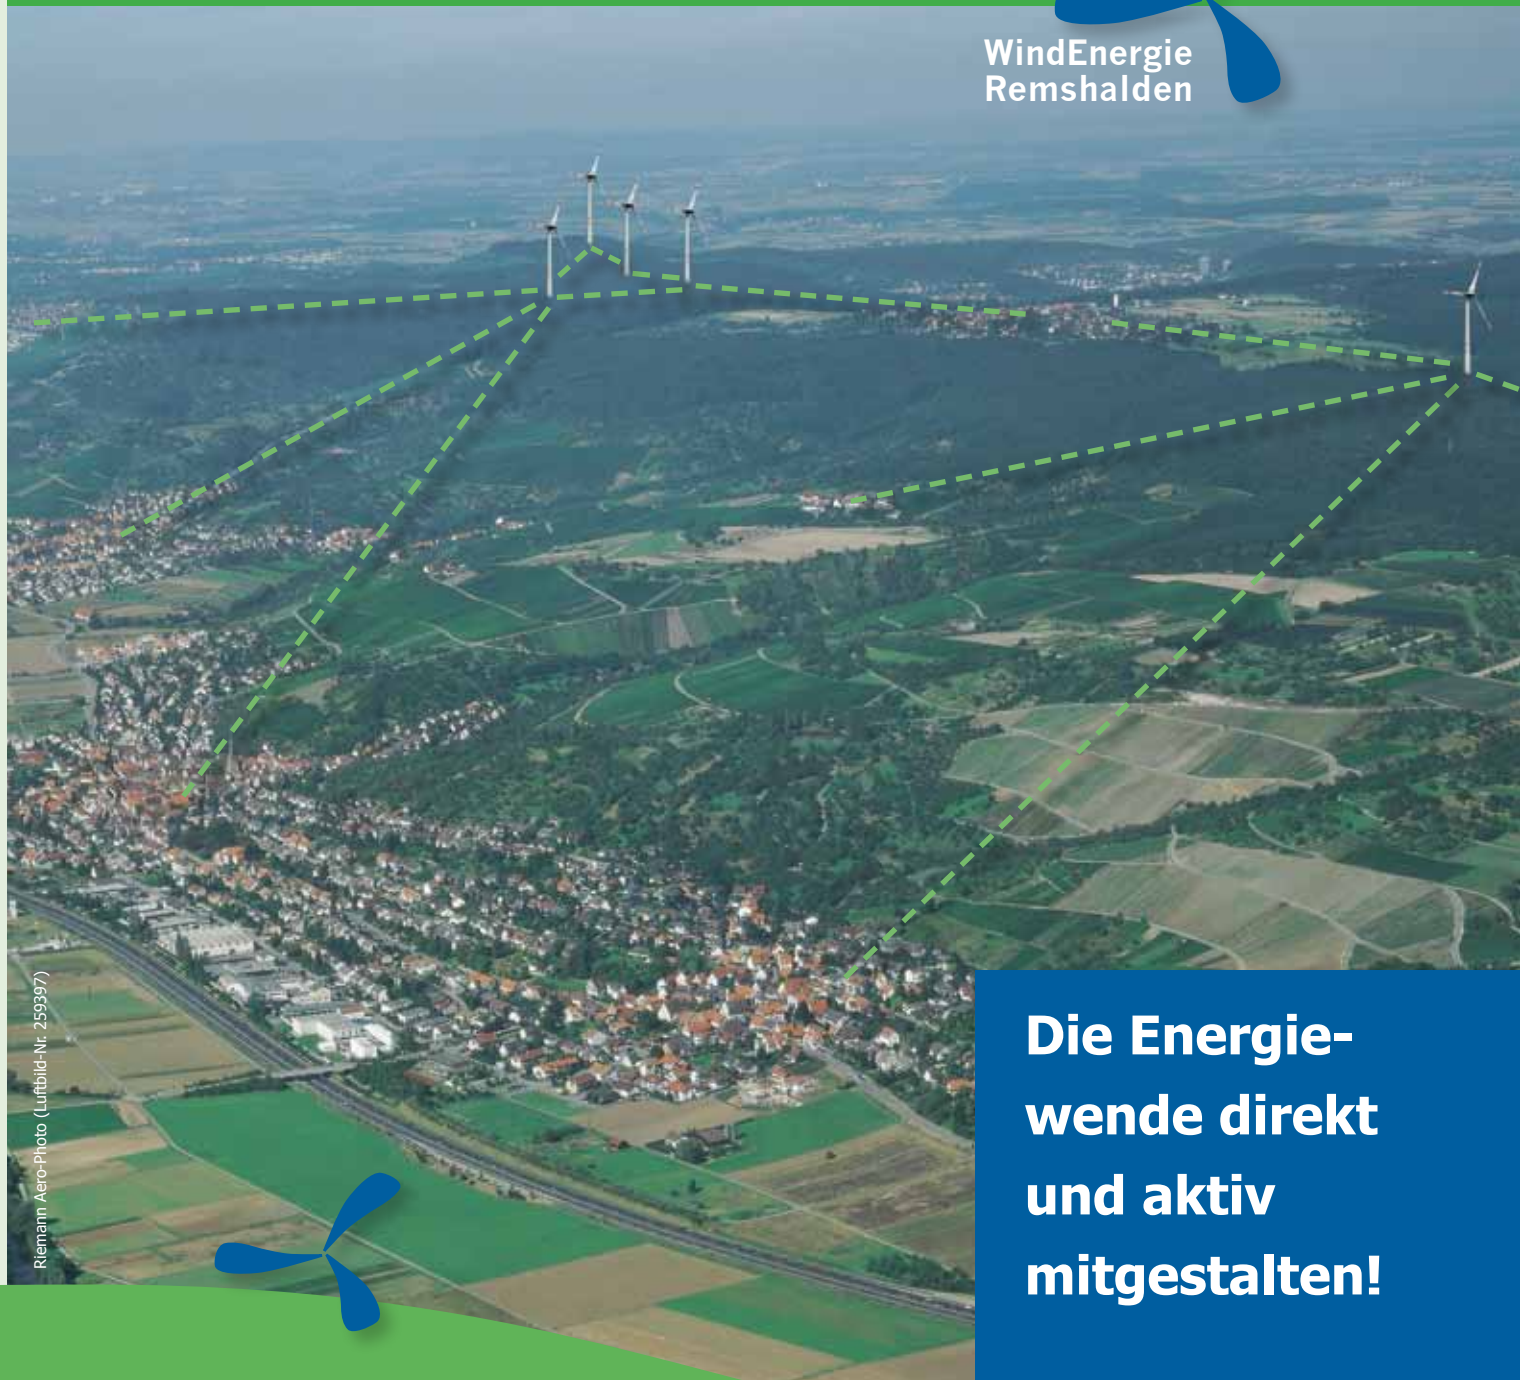 WindEnergie
Remshalden
Riemann Aero-Photo (Luftbild-Nr. 259397)
Die Energie-
wende direkt
und aktiv
mitgestalten!